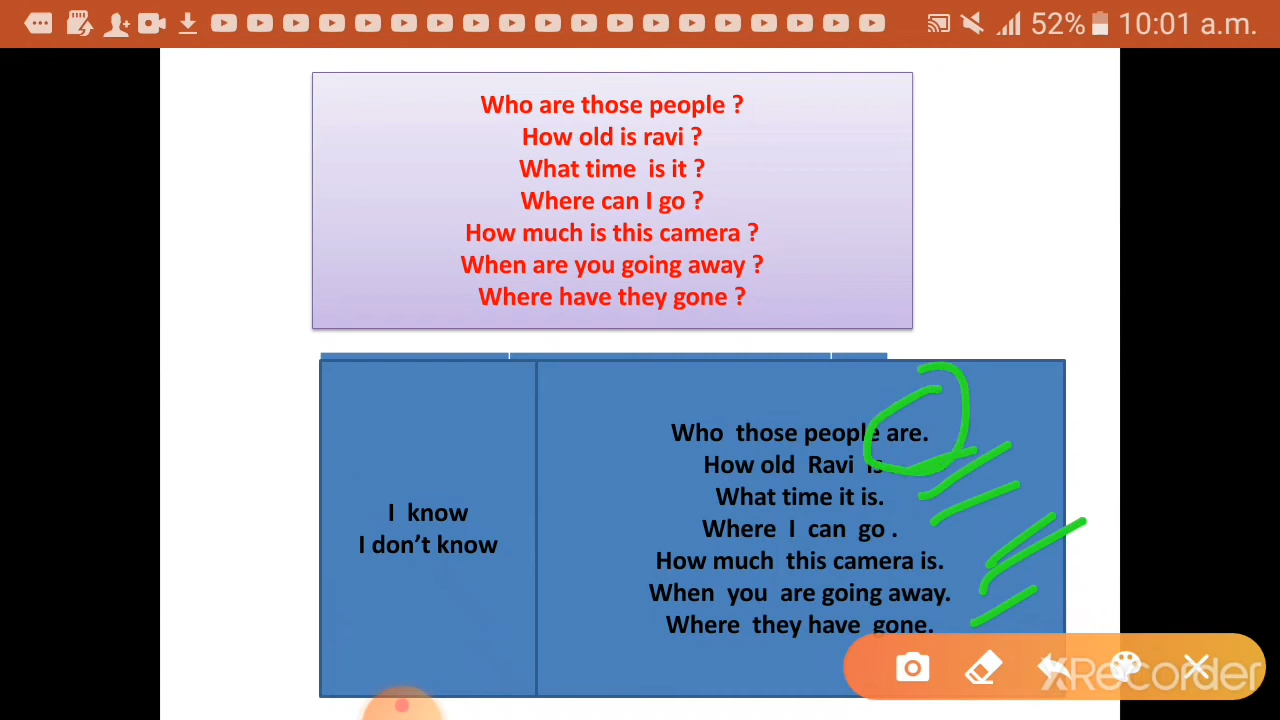 52% 10:01 a.m.
Who are those people ?
How old is ravi ?
What time is it ?
Where can I go ?
How much is this camera ?
When are you going away ?
Where have they gone ?
I know
I don't know
Who those people are.
How old Ravi is
What time it is.
Where I can go .
How much this camera is.
When you are going away.
Where they have gone.
XRecorder